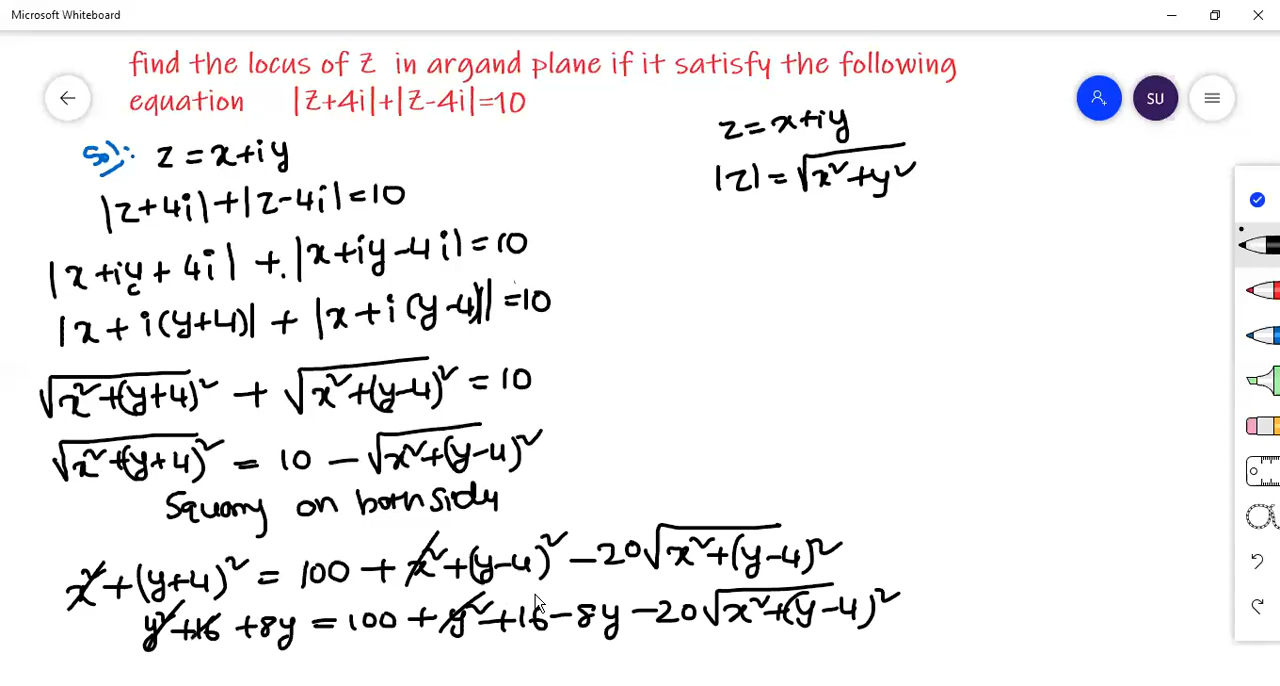 Microsoft Whiteboard
find the locus of Z in argand plane if it satisfy the following
equation |Z+4i|+|Z-4i|=10
SU
z = x+iy
|z| = √x²+y²
Sol: z = x+iy
|z+4i|+|z-4i|=10
|x+iy+4i| + |x+iy-4i|=10
|x+i(y+4)| + |x+i(y-4)|=10
√x²+(y+4)² + √x²+(y-4)² = 10
√x²+(y+4)² = 10 - √x²+(y-4)²
on both side
x²+(y+4)² = 100 + x²+(y-4)² - 20√x²+(y-4)²
y²+16+8y = 100 + y²+16-8y-20√x²+(y-4)²